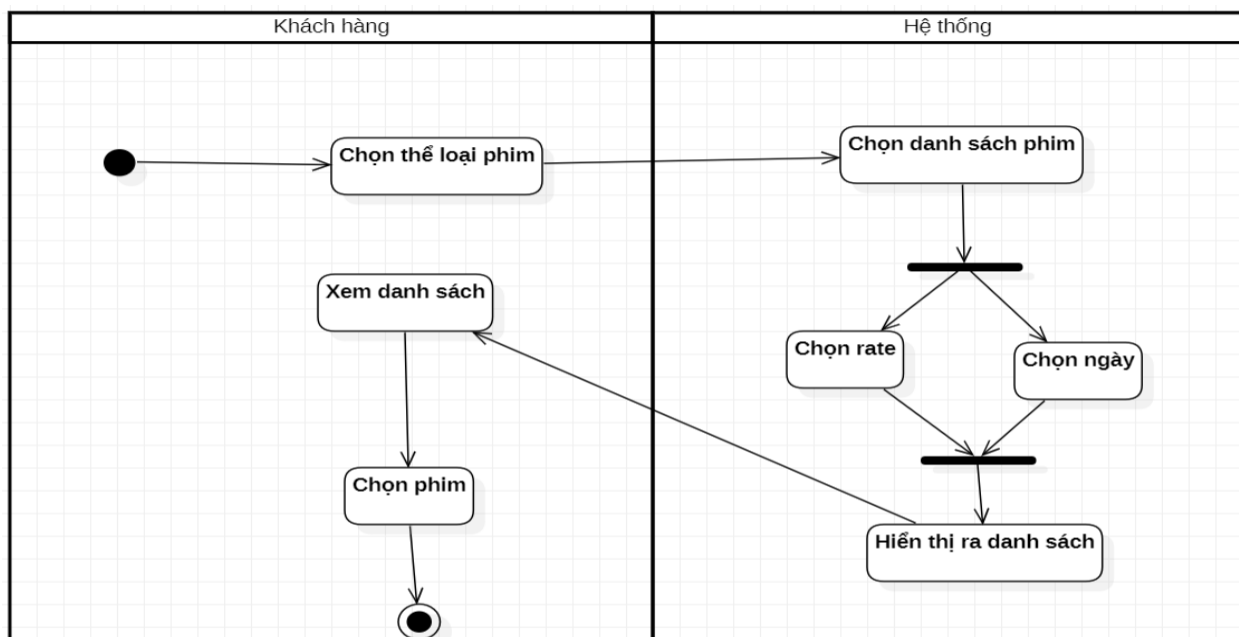 Khách hàng
Hệ thống
Chọn thể loại phim
Chọn danh sách phim
Xem danh sách
Chọn rate
Chọn ngày
Chọn phim
Hiển thị ra danh sách